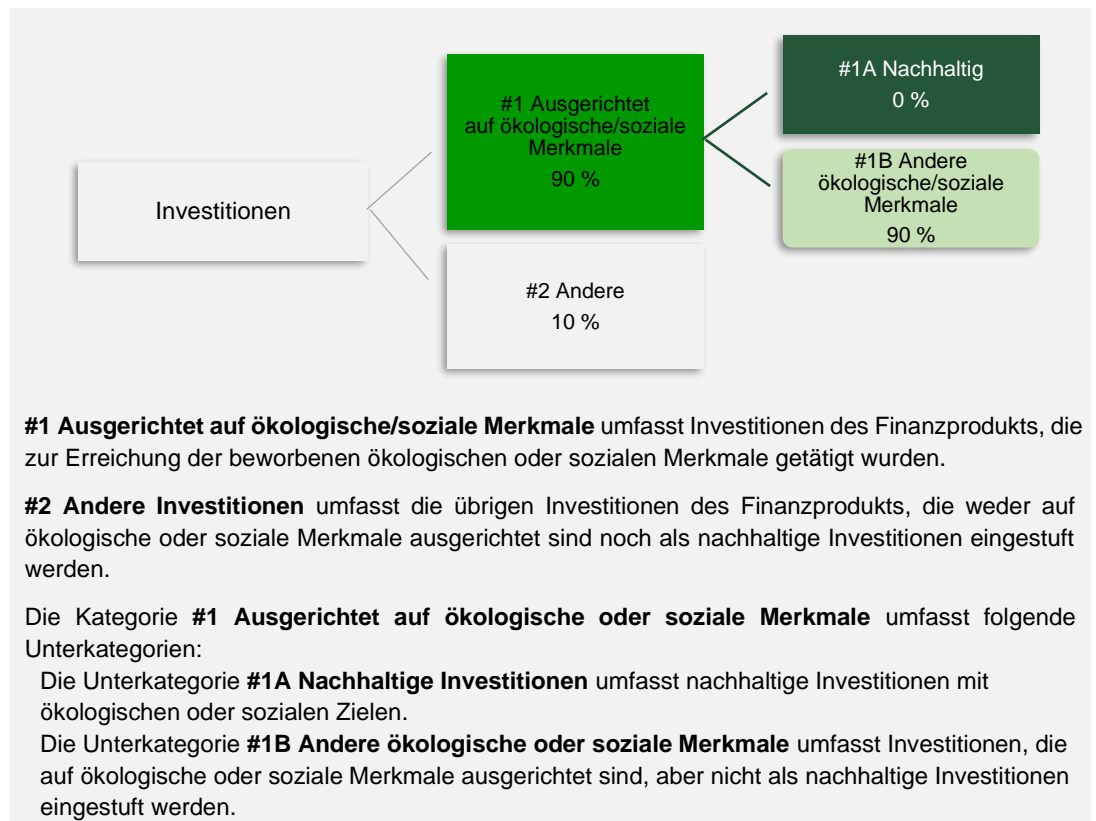 #1A Nachhaltig
0 %
#1 Ausgerichtet
auf ökologische/soziale
Merkmale
90 %
#1B Andere
ökologische/soziale
Merkmale
90 %
Investitionen
#2 Andere
10 %
#1 Ausgerichtet auf ökologische/soziale Merkmale umfasst Investitionen des Finanzprodukts, die
zur Erreichung der beworbenen ökologischen oder sozialen Merkmale getätigt wurden.
#2 Andere Investitionen umfasst die übrigen Investitionen des Finanzprodukts, die weder auf
ökologische oder soziale Merkmale ausgerichtet sind noch als nachhaltige Investitionen eingestuft
werden.
Die Kategorie #1 Ausgerichtet auf ökologische oder soziale Merkmale umfasst folgende
Unterkategorien:
Die Unterkategorie #1A Nachhaltige Investitionen umfasst nachhaltige Investitionen mit
ökologischen oder sozialen Zielen.
Die Unterkategorie #1B Andere ökologische oder soziale Merkmale umfasst Investitionen, die
auf ökologische oder soziale Merkmale ausgerichtet sind, aber nicht als nachhaltige Investitionen
eingestuft werden.